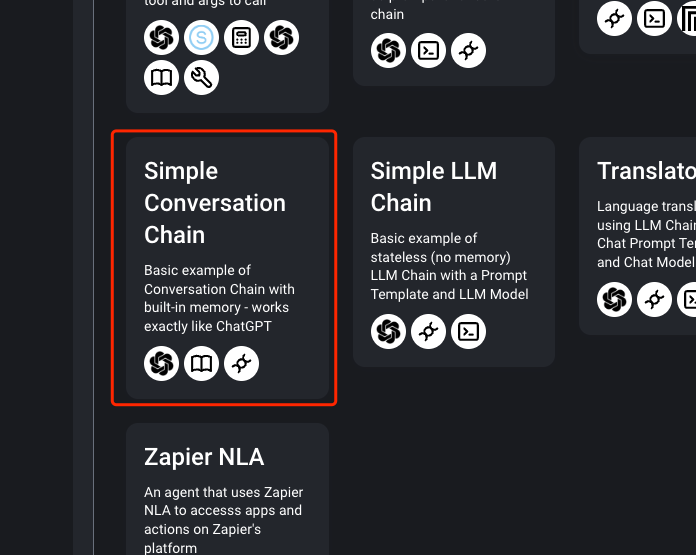 tool and args to call
chain
Simple
Conversation
Chain
Basic example of
Conversation Chain with
built-in memory - works
exactly like ChatGPT
Simple LLM
Chain
Basic example of
stateless (no memory)
LLM Chain with a Prompt
Template and LLM Model
Translato
Language transl
using LLM Chain
Chat Prompt Te
and Chat Model
Zapier NLA
An agent that uses Zapier
NLA to accesss apps and
actions on Zapier's
platform